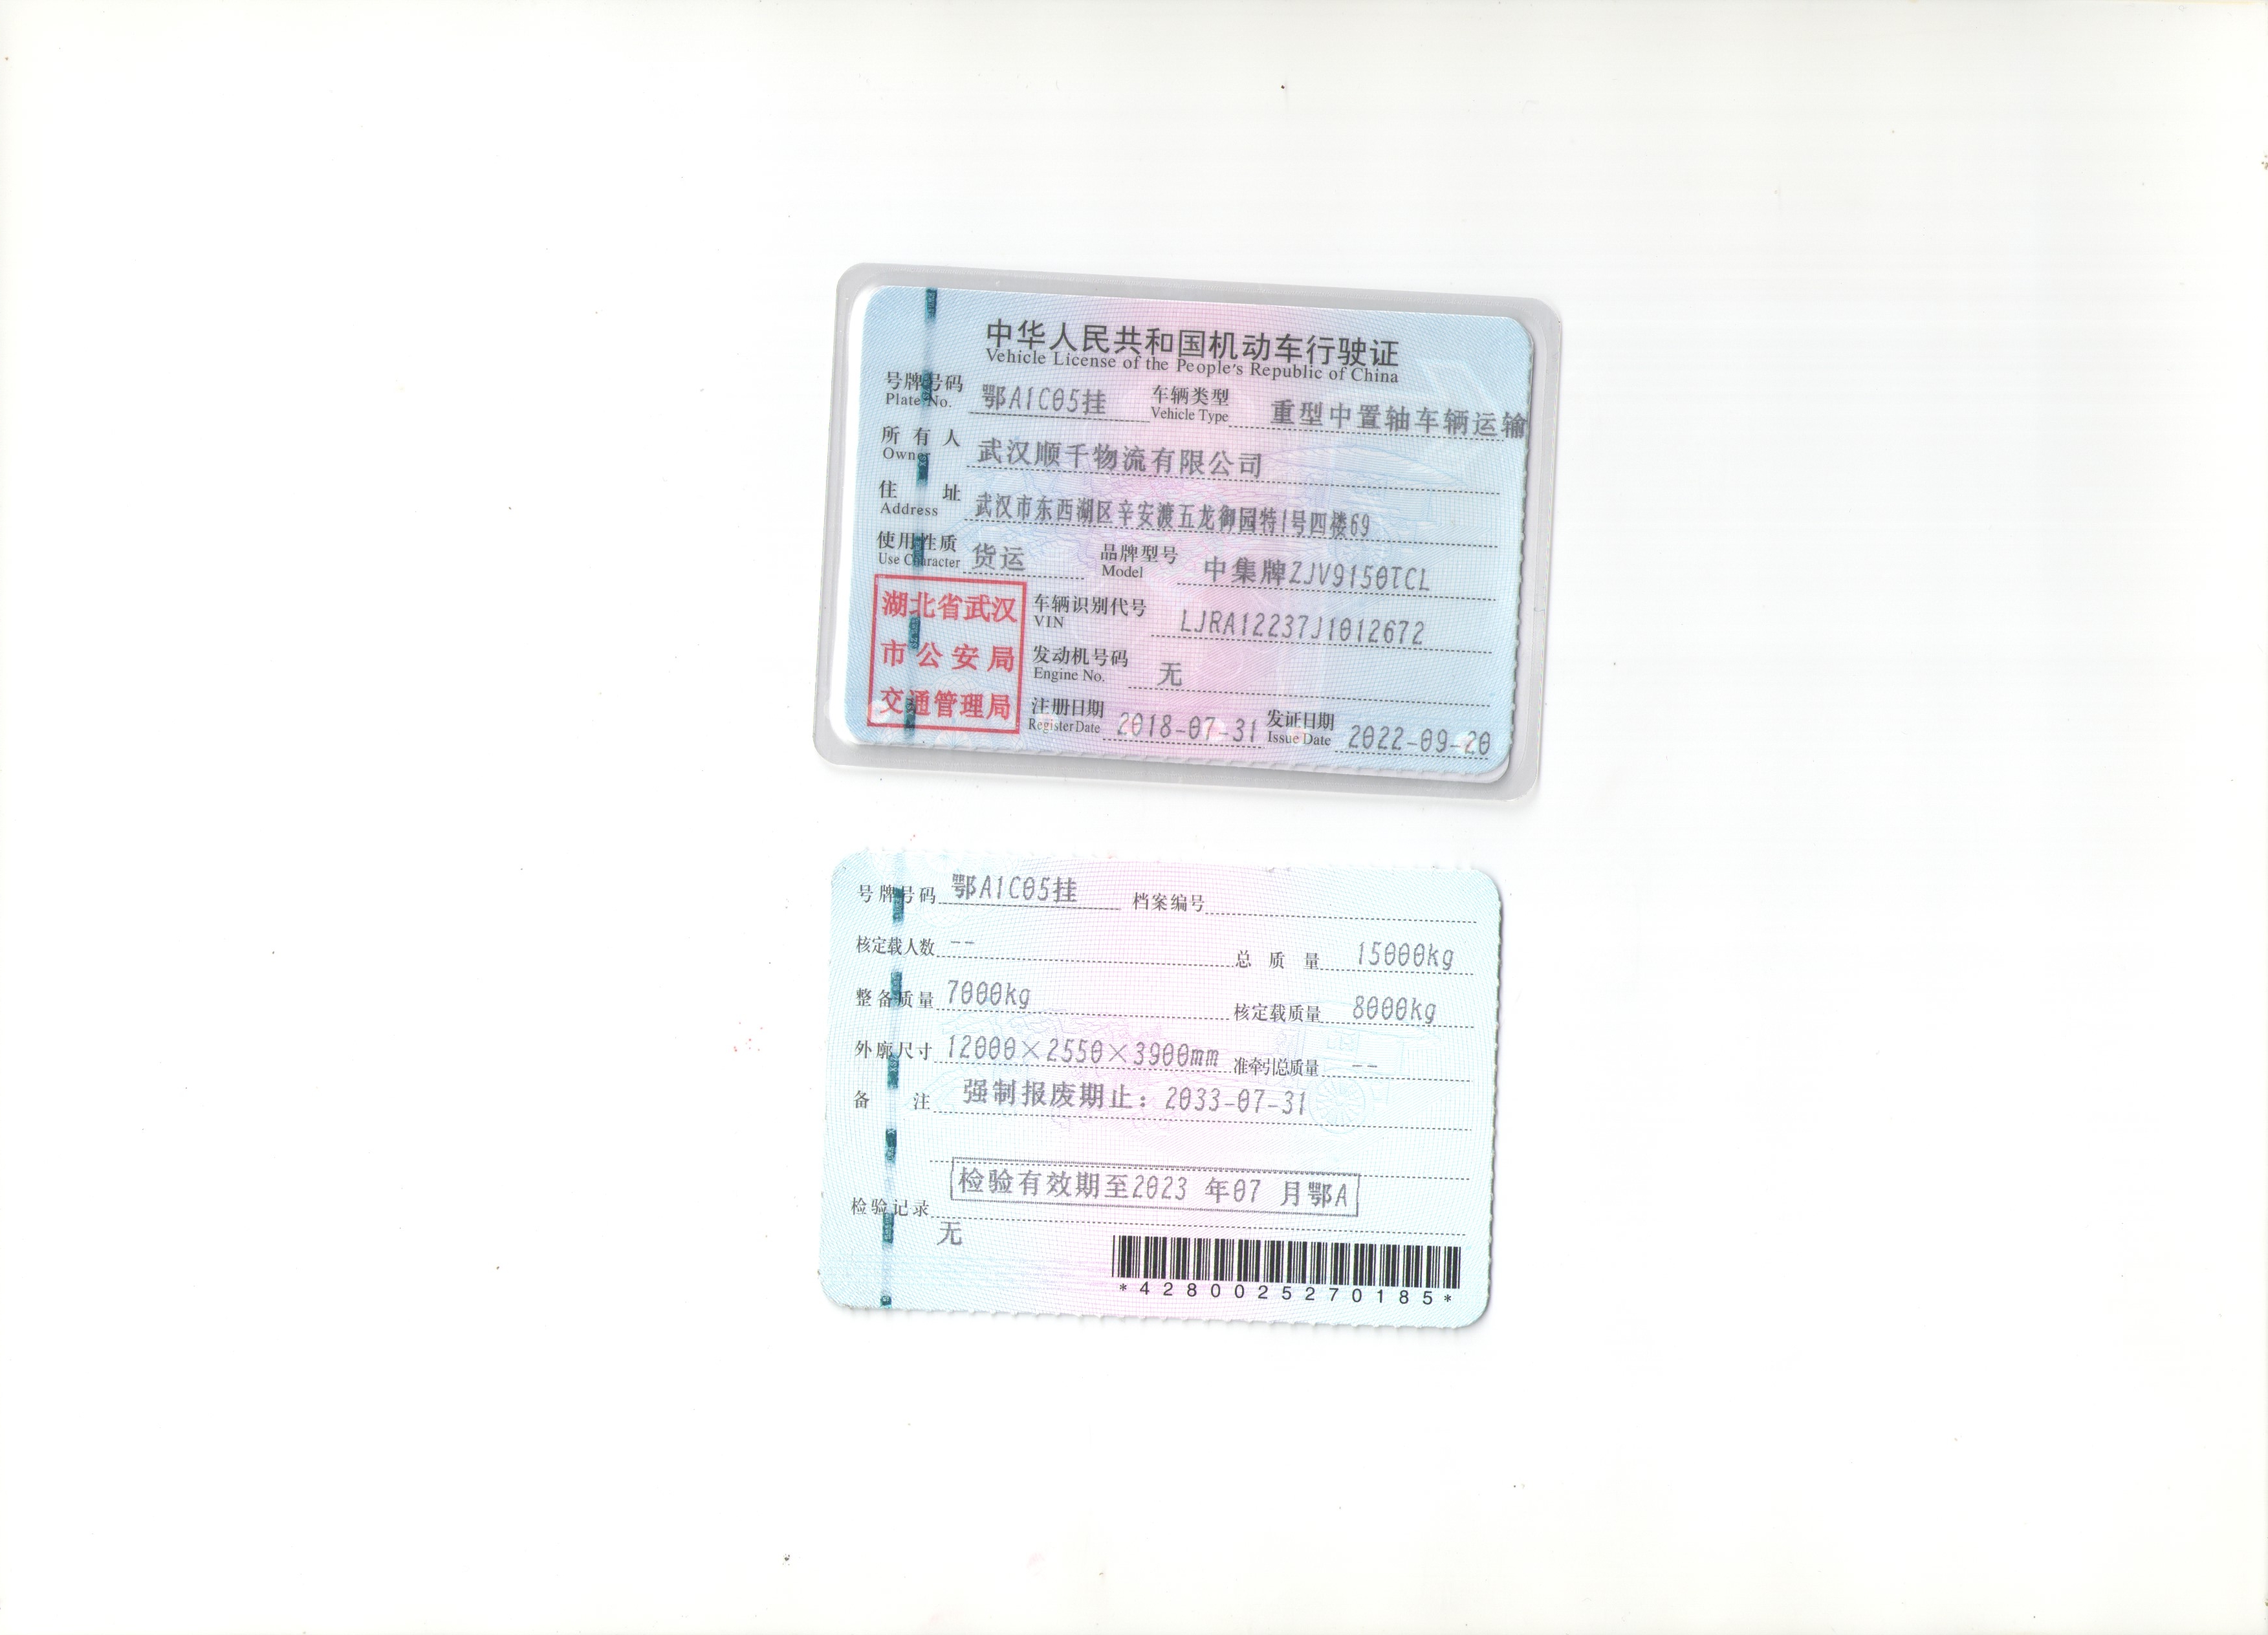 中华人民共和国机动车行驶证
Vehicle License of the People's Republic of China
号牌号码 鄂A1C05挂 车辆类型 重型中置轴车辆运输
Plate No. Vehicle Type
所有人 武汉顺千物流有限公司
Owner
住址 武汉市东西湖区辛安渡五龙御园特1号四楼69
Address
使用性质 货运 品牌型号 中集牌ZJV9150TCL
Use Character Model
湖北省武汉
市公安局
交通管理局
车辆识别代号 LJRA12237J1012672
VIN
发动机号码 无
Engine No.
注册日期 2018-07-31 发证日期 2022-09-20
Register Date Issue Date
号牌号码 鄂A1C05挂 档案编号
核定载人数 -- 总质量 15000kg
整备质量 7000kg 核定载质量 8000kg
外廓尺寸 12000×2550×3900mm 准牵引总质量 --
备注 强制报废期止：2033-07-31
检验有效期至2023 年07 月鄂A
检验记录
无
*4280025270185*